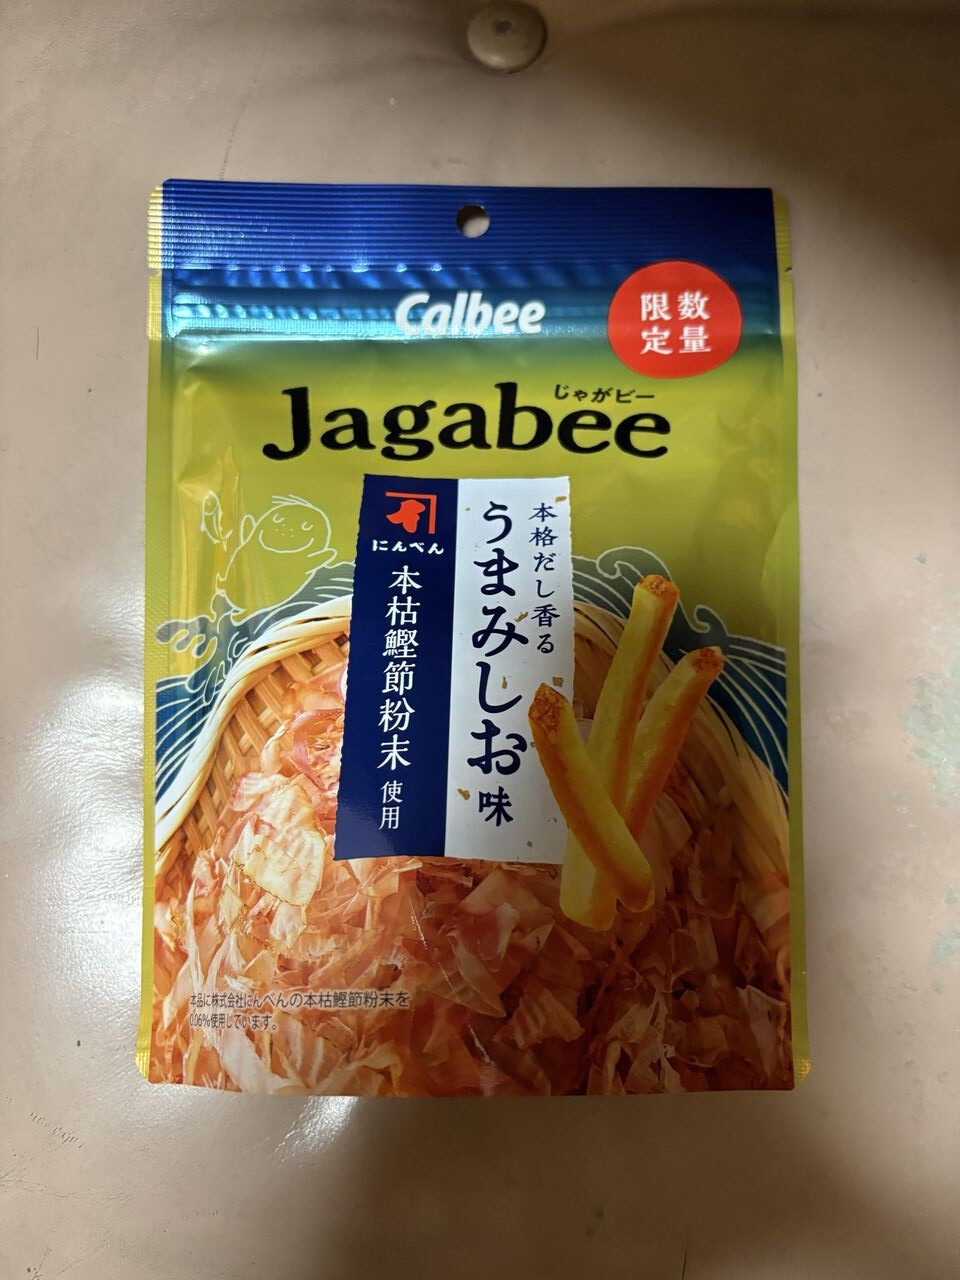 Calbee
数量
限定
じゃがビー
Jagabee
本格だし香る
うまみしお味
にんべん
本枯鰹節粉末使用
本品に株式会社にんべんの本枯鰹節粉末を
0.06%使用しています。